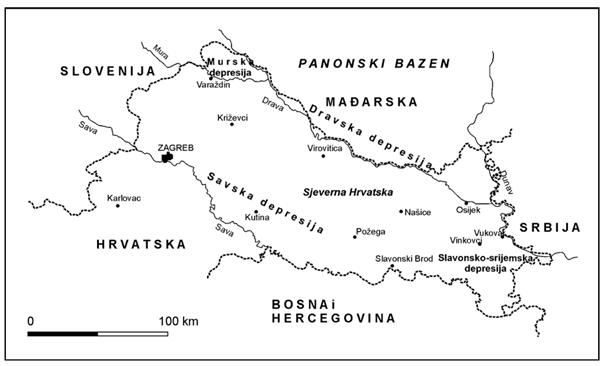 Mura
SLOVENIJA
Murska
depresija
PANONSKI BAZEN
Varaždin
Drava
MAĐARSKA
Sava
Križevci
Dravska depresija
ZAGREB
Virovitica
Dunav
Savska depresija
Sjeverna Hrvatska
Karlovac
Kutina
Našice
Osijek
SRBIJA
Sava
Požega
Vukovar
Vinkovci
HRVATSKA
Slavonski Brod
Slavonsko-srijemska
depresija
BOSNA i
HERCEGOVINA
0 100 km